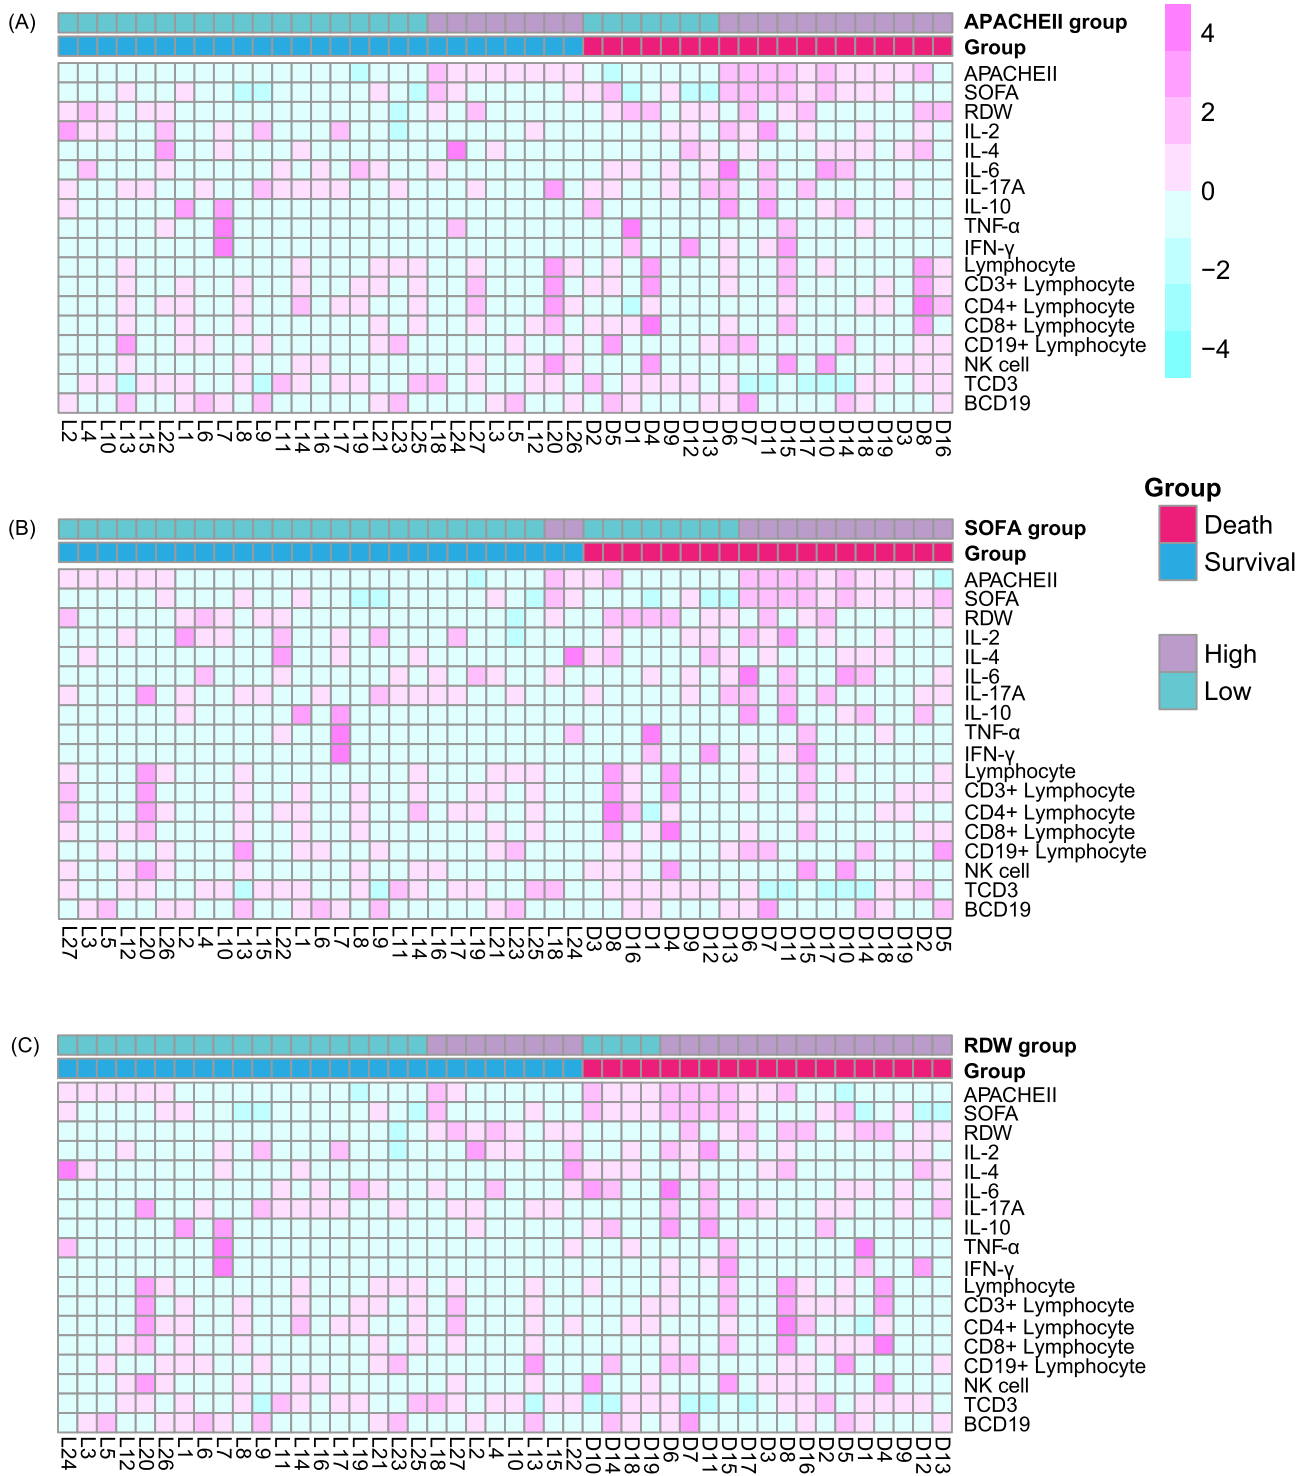 (A)
APACHEII group
Group
APACHEII
SOFA
RDW
IL-2
IL-4
IL-6
IL-17A
IL-10
TNF-α
IFN-γ
Lymphocyte
CD3+ Lymphocyte
CD4+ Lymphocyte
CD8+ Lymphocyte
CD19+ Lymphocyte
NK cell
TCD3
BCD19
L2 L4 L10 L13 L15 L22 L1 L6 L7 L8 L9 L11 L14 L16 L17 L19 L21 L23 L25 L18 L24 L27 L3 L5 L12 L20 L26 D2 D5 D1 D4 D9 D12 D13 D6 D7 D11 D15 D17 D10 D14 D18 D19 D3 D8 D16
4
2
0
−2
−4
(B)
SOFA group
Group
APACHEII
SOFA
RDW
IL-2
IL-4
IL-6
IL-17A
IL-10
TNF-α
IFN-γ
Lymphocyte
CD3+ Lymphocyte
CD4+ Lymphocyte
CD8+ Lymphocyte
CD19+ Lymphocyte
NK cell
TCD3
BCD19
L27 L3 L5 L12 L20 L26 L2 L4 L10 L13 L15 L22 L1 L6 L7 L8 L9 L11 L14 L16 L17 L19 L21 L23 L25 L18 L24 D3 D8 D16 D1 D4 D9 D12 D13 D6 D7 D11 D15 D17 D10 D14 D18 D19 D2 D5
Group
Death
Survival
High
Low
(C)
RDW group
Group
APACHEII
SOFA
RDW
IL-2
IL-4
IL-6
IL-17A
IL-10
TNF-α
IFN-γ
Lymphocyte
CD3+ Lymphocyte
CD4+ Lymphocyte
CD8+ Lymphocyte
CD19+ Lymphocyte
NK cell
TCD3
BCD19
L24 L3 L5 L12 L20 L26 L1 L6 L7 L8 L9 L11 L14 L16 L17 L19 L21 L23 L25 L18 L27 L2 L4 L10 L13 L15 L22 D10 D14 D18 D19 D6 D7 D11 D15 D17 D3 D8 D16 D2 D5 D1 D4 D9 D12 D13